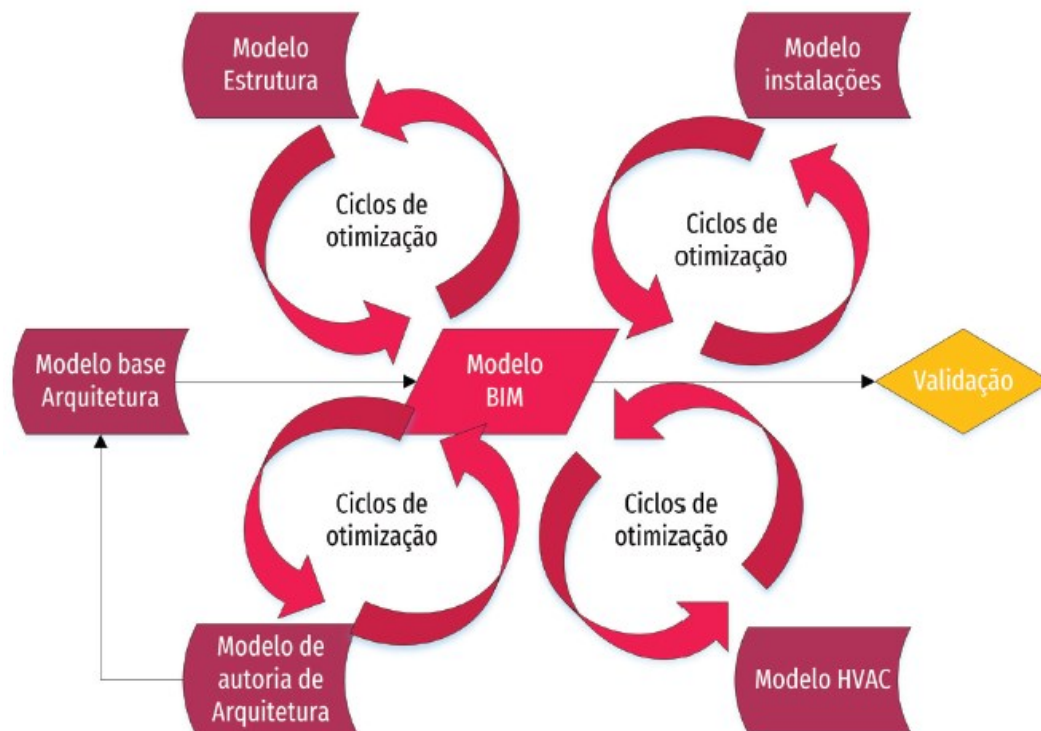 Modelo
Estrutura
Modelo
instalações
Ciclos de
otimização
Ciclos de
otimização
Modelo base
Arquitetura
Modelo
BIM
Validação
Ciclos de
otimização
Ciclos de
otimização
Modelo de
autoria de
Arquitetura
Modelo HVAC